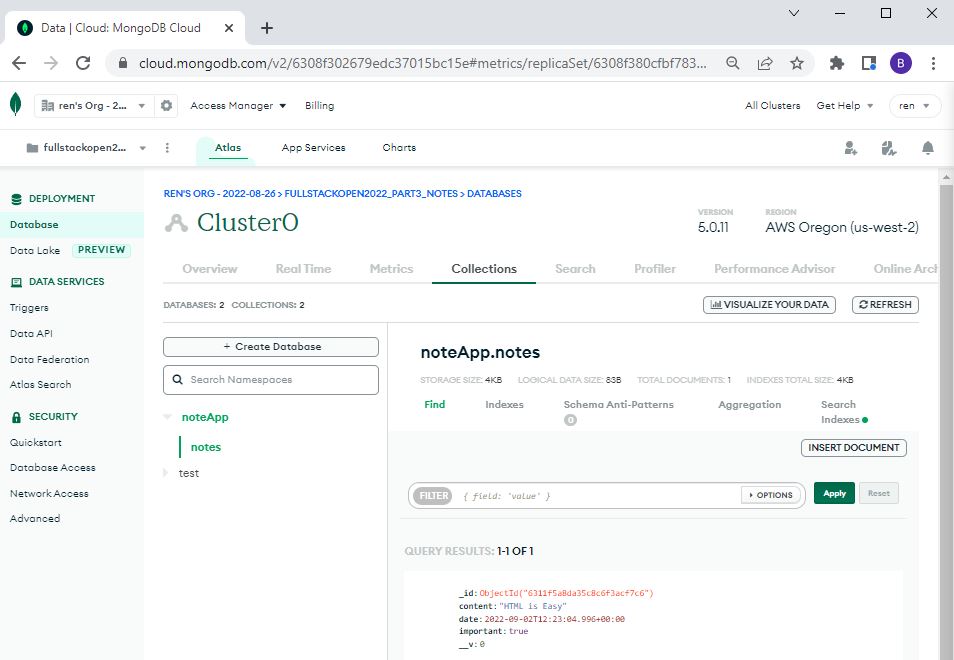 Data | Cloud: MongoDB Cloud
cloud.mongodb.com/v2/6308f302679edc37015bc15e#metrics/replicaSet/6308f380cfbf783...
B
ren's Org - 2...
Access Manager
Billing
All Clusters
Get Help
ren
fullstackopen2...
Atlas
App Services
Charts
DEPLOYMENT
Database
Data Lake PREVIEW
DATA SERVICES
Triggers
Data API
Data Federation
Atlas Search
SECURITY
Quickstart
Database Access
Network Access
Advanced
REN'S ORG - 2022-08-26 > FULLSTACKOPEN2022_PART3_NOTES > DATABASES
Cluster0
VERSION
5.0.11
REGION
AWS Oregon (us-west-2)
Overview
Real Time
Metrics
Collections
Search
Profiler
Performance Advisor
Online Arch
DATABASES: 2 COLLECTIONS: 2
VISUALIZE YOUR DATA
REFRESH
+ Create Database
Search Namespaces
noteApp
notes
test
noteApp.notes
STORAGE SIZE: 4KB LOGICAL DATA SIZE: 83B TOTAL DOCUMENTS: 1 INDEXES TOTAL SIZE: 4KB
Find
Indexes
Schema Anti-Patterns
0
Aggregation
Search
Indexes
INSERT DOCUMENT
FILTER { field: 'value' }
OPTIONS
Apply
Reset
QUERY RESULTS: 1-1 OF 1
_id: ObjectId("6311f5a8da35c8c6f3acf7c6")
content: "HTML is Easy"
date: 2022-09-02T12:23:04.996+00:00
important: true
__v: 0